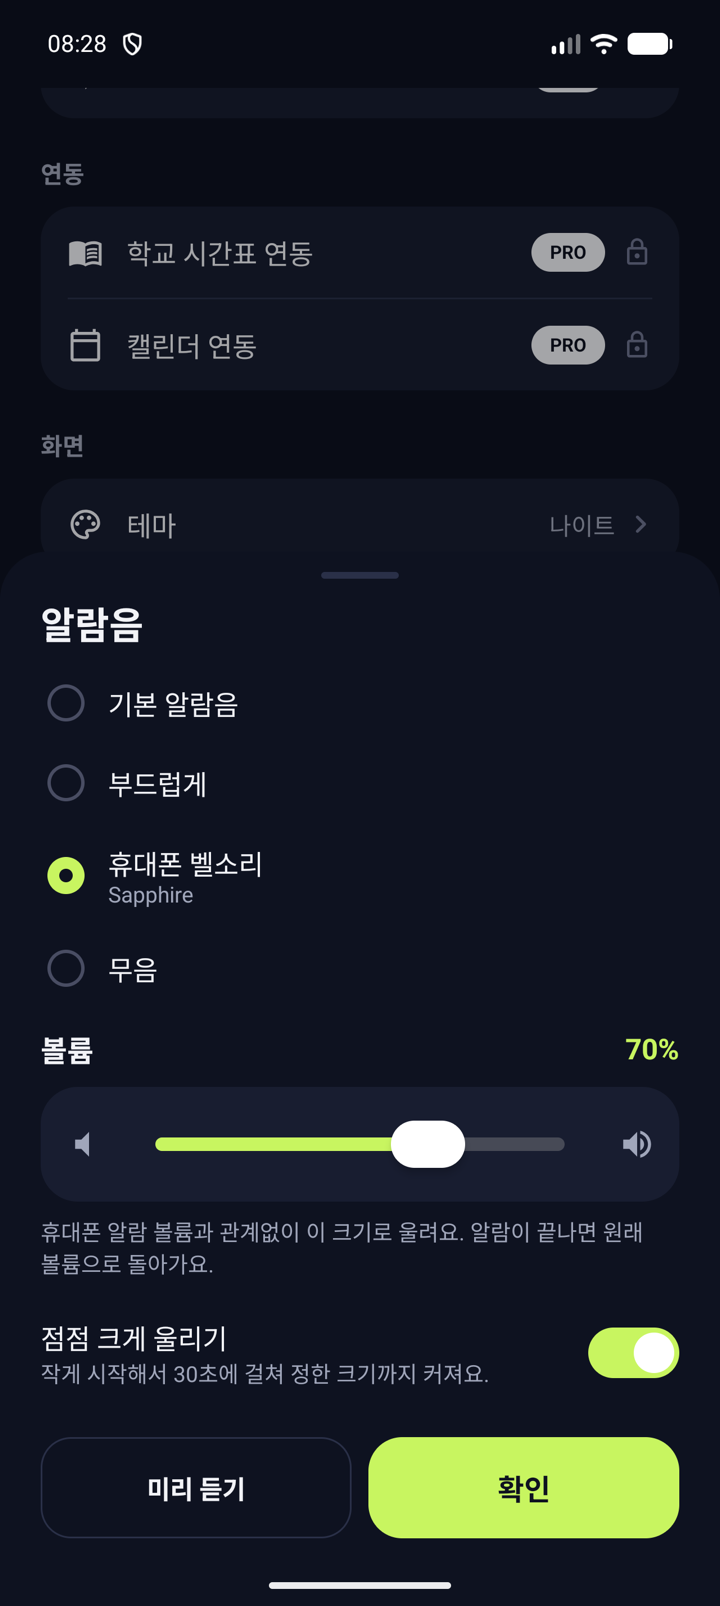 08:28
연동
학교 시간표 연동 PRO
캘린더 연동 PRO
화면
테마 나이트
알람음
기본 알람음
부드럽게
휴대폰 벨소리
Sapphire
무음
볼륨 70%
휴대폰 알람 볼륨과 관계없이 이 크기로 울려요. 알람이 끝나면 원래
볼륨으로 돌아가요.
점점 크게 울리기
작게 시작해서 30초에 걸쳐 정한 크기까지 커져요.
미리 듣기 확인